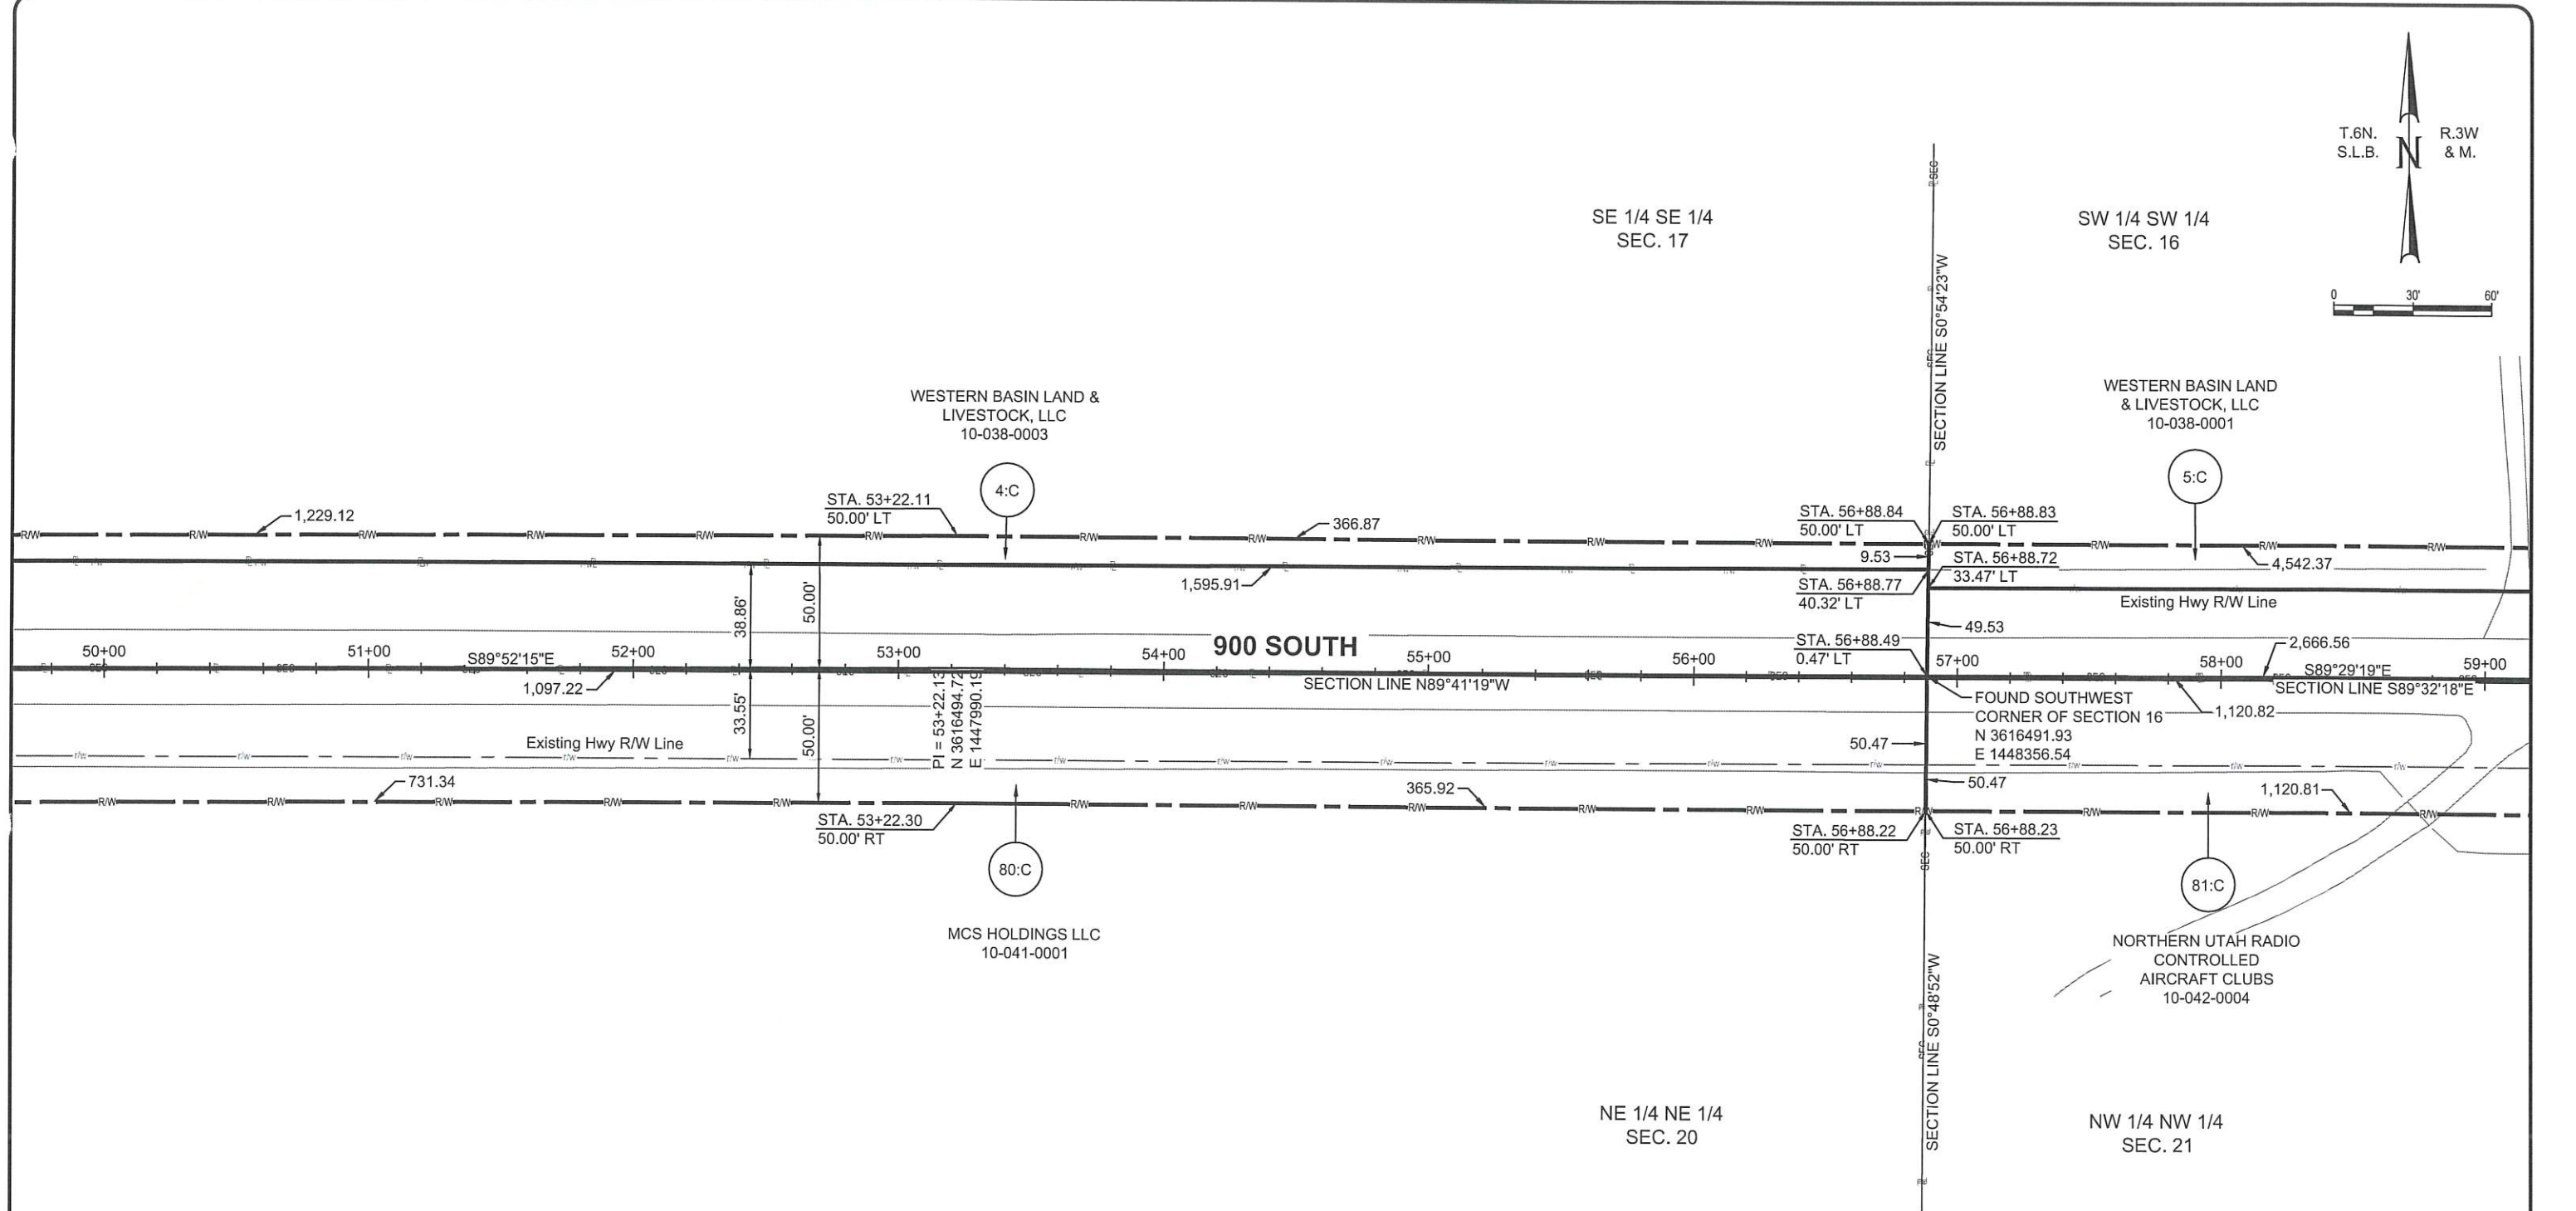 T.6N. R.3W
S.L.B. N & M.
0 30' 60'
SE 1/4 SE 1/4
SEC. 17
SW 1/4 SW 1/4
SEC. 16
SEC
SECTION LINE S0°54'23"W
WESTERN BASIN LAND &
LIVESTOCK, LLC
10-038-0003
4:C
WESTERN BASIN LAND
& LIVESTOCK, LLC
10-038-0001
5:C
1,229.12
STA. 53+22.11
50.00' LT
366.87
STA. 56+88.84
50.00' LT
STA. 56+88.83
50.00' LT
R/W R/W R/W R/W R/W R/W R/W R/W R/W R/W R/W R/W R/W R/W R/W
9.53
STA. 56+88.72
33.47' LT
4,542.37
1,595.91
STA. 56+88.77
40.32' LT
Existing Hwy R/W Line
38.86'
50.00'
49.53
900 SOUTH
STA. 56+88.49
0.47' LT
2,666.56
50+00 51+00 52+00 53+00 54+00 55+00 56+00 57+00 58+00 59+00
S89°52'15"E
S89°29'19"E
SECTION LINE N89°41'19"W
SECTION LINE S89°32'18"E
1,097.22
33.55'
50.00'
PI = 53+22.13
N 3616494.72
E 1447990.19
FOUND SOUTHWEST
CORNER OF SECTION 16
N 3616491.93
E 1448356.54
1,120.82
Existing Hwy R/W Line
50.47
r/w r/w r/w r/w r/w r/w r/w r/w r/w r/w r/w r/w r/w r/w r/w
731.34
365.92
50.47
1,120.81
R/W R/W R/W R/W R/W R/W R/W R/W R/W R/W R/W R/W R/W R/W R/W
STA. 53+22.30
50.00' RT
STA. 56+88.22
50.00' RT
STA. 56+88.23
50.00' RT
80:C
81:C
MCS HOLDINGS LLC
10-041-0001
NORTHERN UTAH RADIO
CONTROLLED
AIRCRAFT CLUBS
10-042-0004
SECTION LINE S0°48'52"W
NE 1/4 NE 1/4
SEC. 20
NW 1/4 NW 1/4
SEC. 21